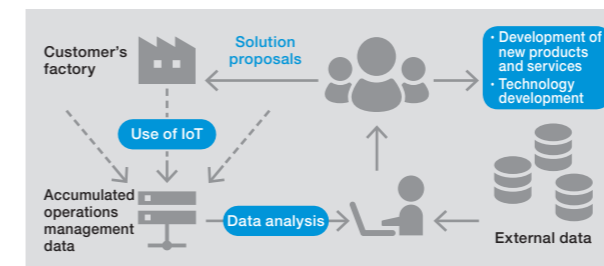 Customer's
factory
Solution
proposals
・Development of
new products
and services
・Technology
development
Use of IoT
Accumulated
operations
management
data
Data analysis
External data